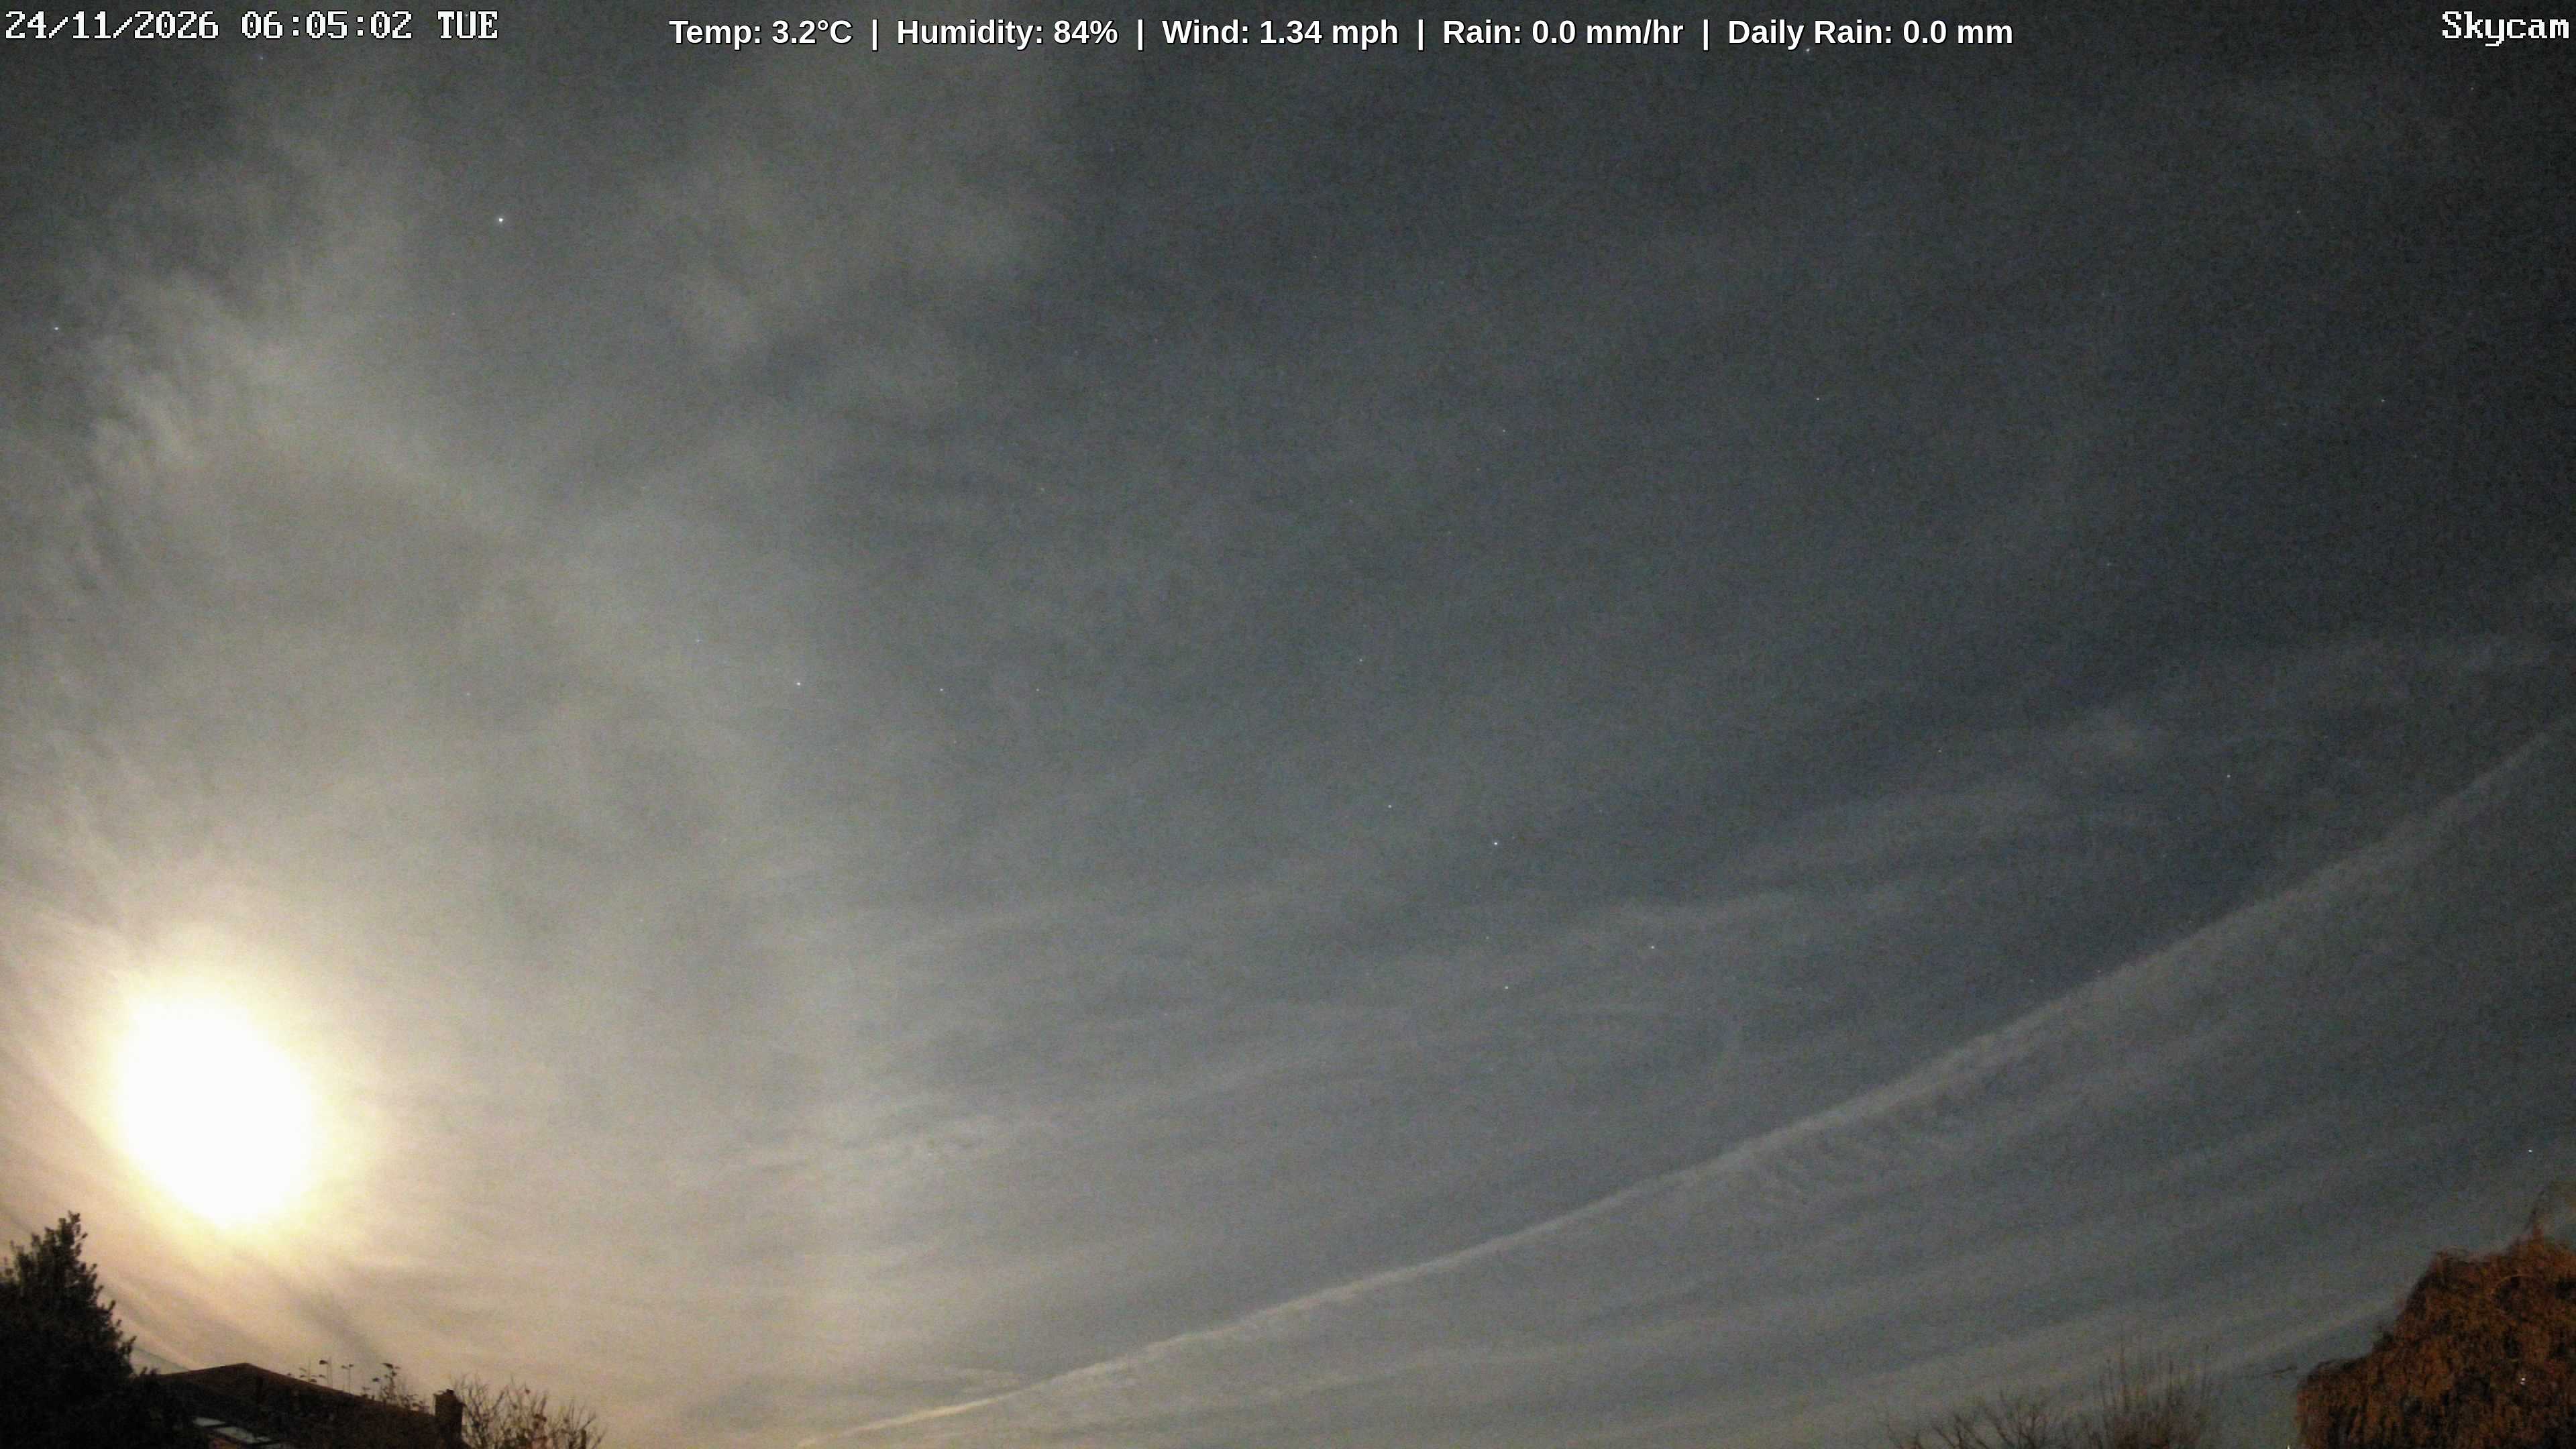 24/11/2026 06:05:02 TUE
Temp: 3.2°C | Humidity: 84% | Wind: 1.34 mph | Rain: 0.0 mm/hr | Daily Rain: 0.0 mm
Skycam